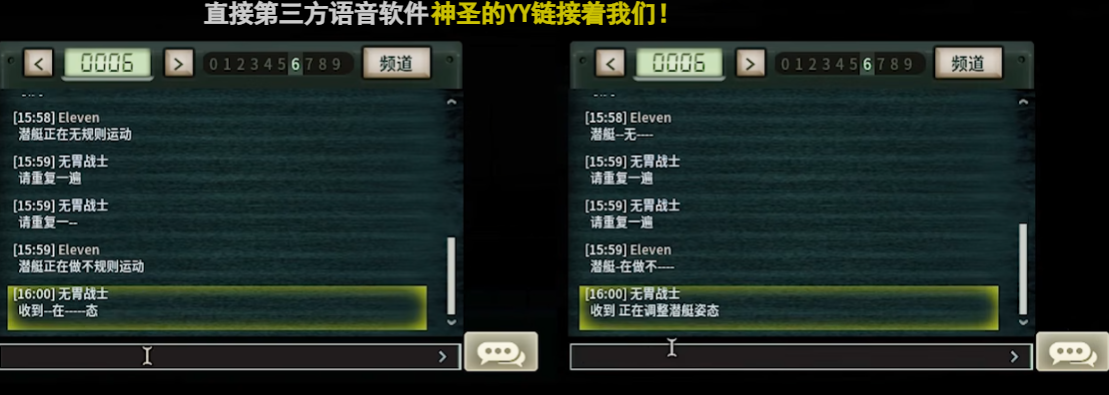 直接第三方语音软件神圣的YY链接着我们！
< 0006 > 0123456789 频道
[15:58] Eleven
潜艇正在无规则运动
[15:59] 无胃战士
请重复一遍
[15:59] 无胃战士
请重复一--
[15:59] Eleven
潜艇正在做不规则运动
[16:00] 无胃战士
收到--在-----态
< 0006 > 0123456789 频道
[15:58] Eleven
潜艇--无----
[15:59] 无胃战士
请重复一遍
[15:59] 无胃战士
请重复一遍
[15:59] Eleven
潜艇-在做不----
[16:00] 无胃战士
收到 正在调整潜艇姿态